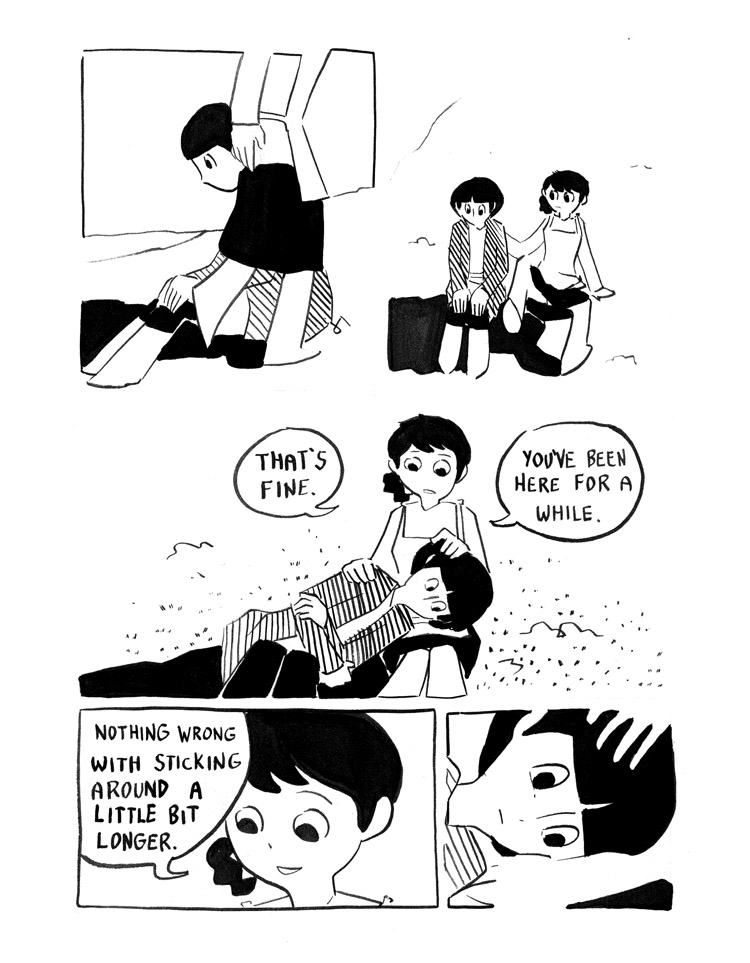 THAT'S
FINE.
YOU'VE BEEN
HERE FOR A
WHILE.
NOTHING WRONG
WITH STICKING
AROUND A
LITTLE BIT
LONGER.